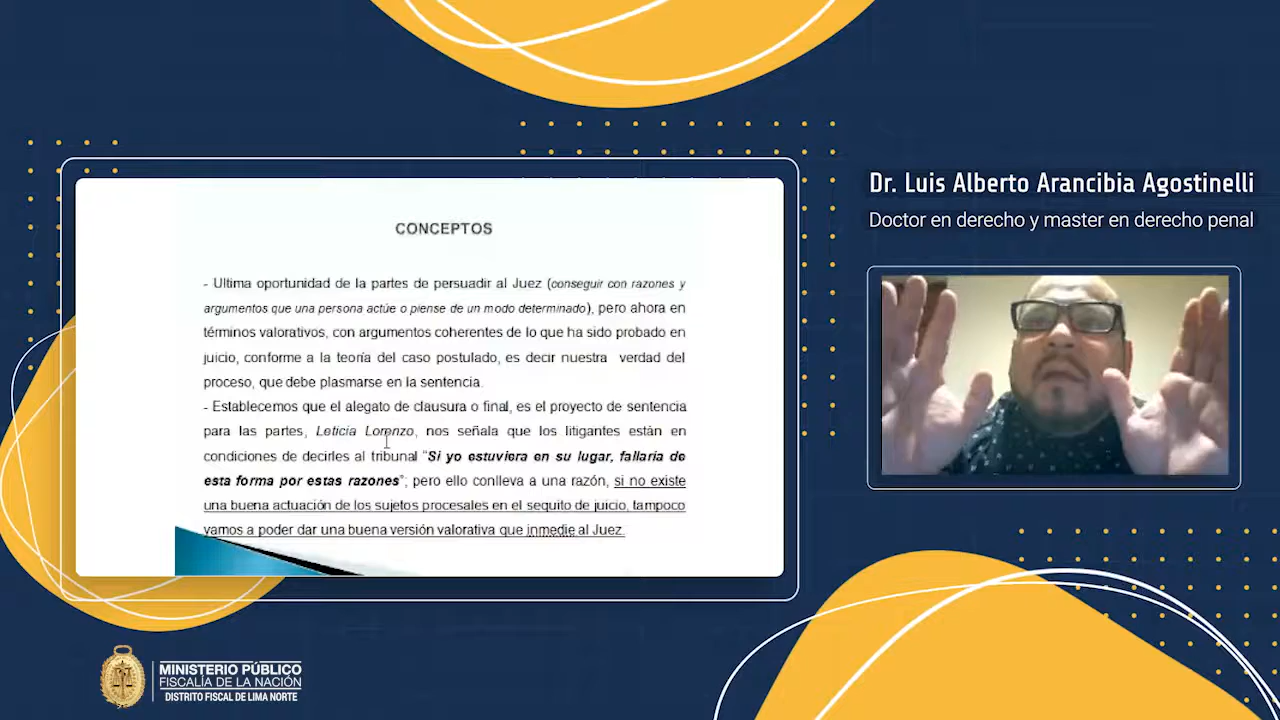 CONCEPTOS
- Ultima oportunidad de la partes de persuadir al Juez (conseguir con razones y
argumentos que una persona actúe o piense de un modo determinado), pero ahora en
términos valorativos, con argumentos coherentes de lo que ha sido probado en
juicio, conforme a la teoría del caso postulado, es decir nuestra verdad del
proceso, que debe plasmarse en la sentencia.
- Establecemos que el alegato de clausura o final, es el proyecto de sentencia
para las partes, Leticia Lorenzo, nos señala que los litigantes están en
condiciones de decirles al tribunal "Si yo estuviera en su lugar, fallaría de
esta forma por estas razones"; pero ello conlleva a una razón, si no existe
una buena actuación de los sujetos procesales en el sequito de juicio, tampoco
vamos a poder dar una buena versión valorativa que inmedie al Juez.
Dr. Luis Alberto Arancibia Agostinelli
Doctor en derecho y master en derecho penal
MINISTERIO PÚBLICO
FISCALÍA DE LA NACIÓN
DISTRITO FISCAL DE LIMA NORTE